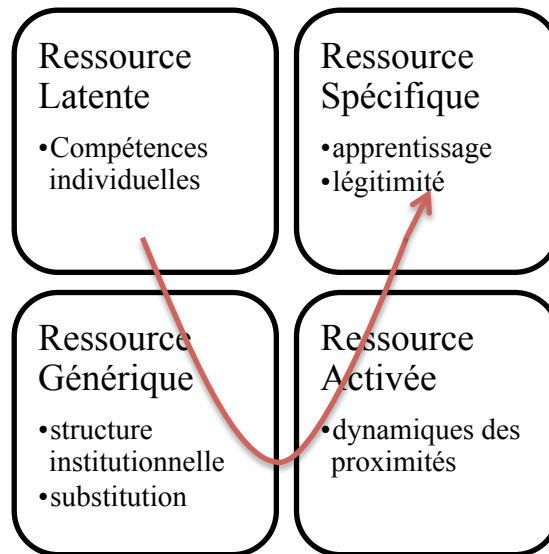 Ressource
Latente
•Compétences
individuelles
Ressource
Spécifique
•apprentissage
•légitimité
Ressource
Générique
•structure
institutionnelle
•substitution
Ressource
Activée
•dynamiques des
proximités